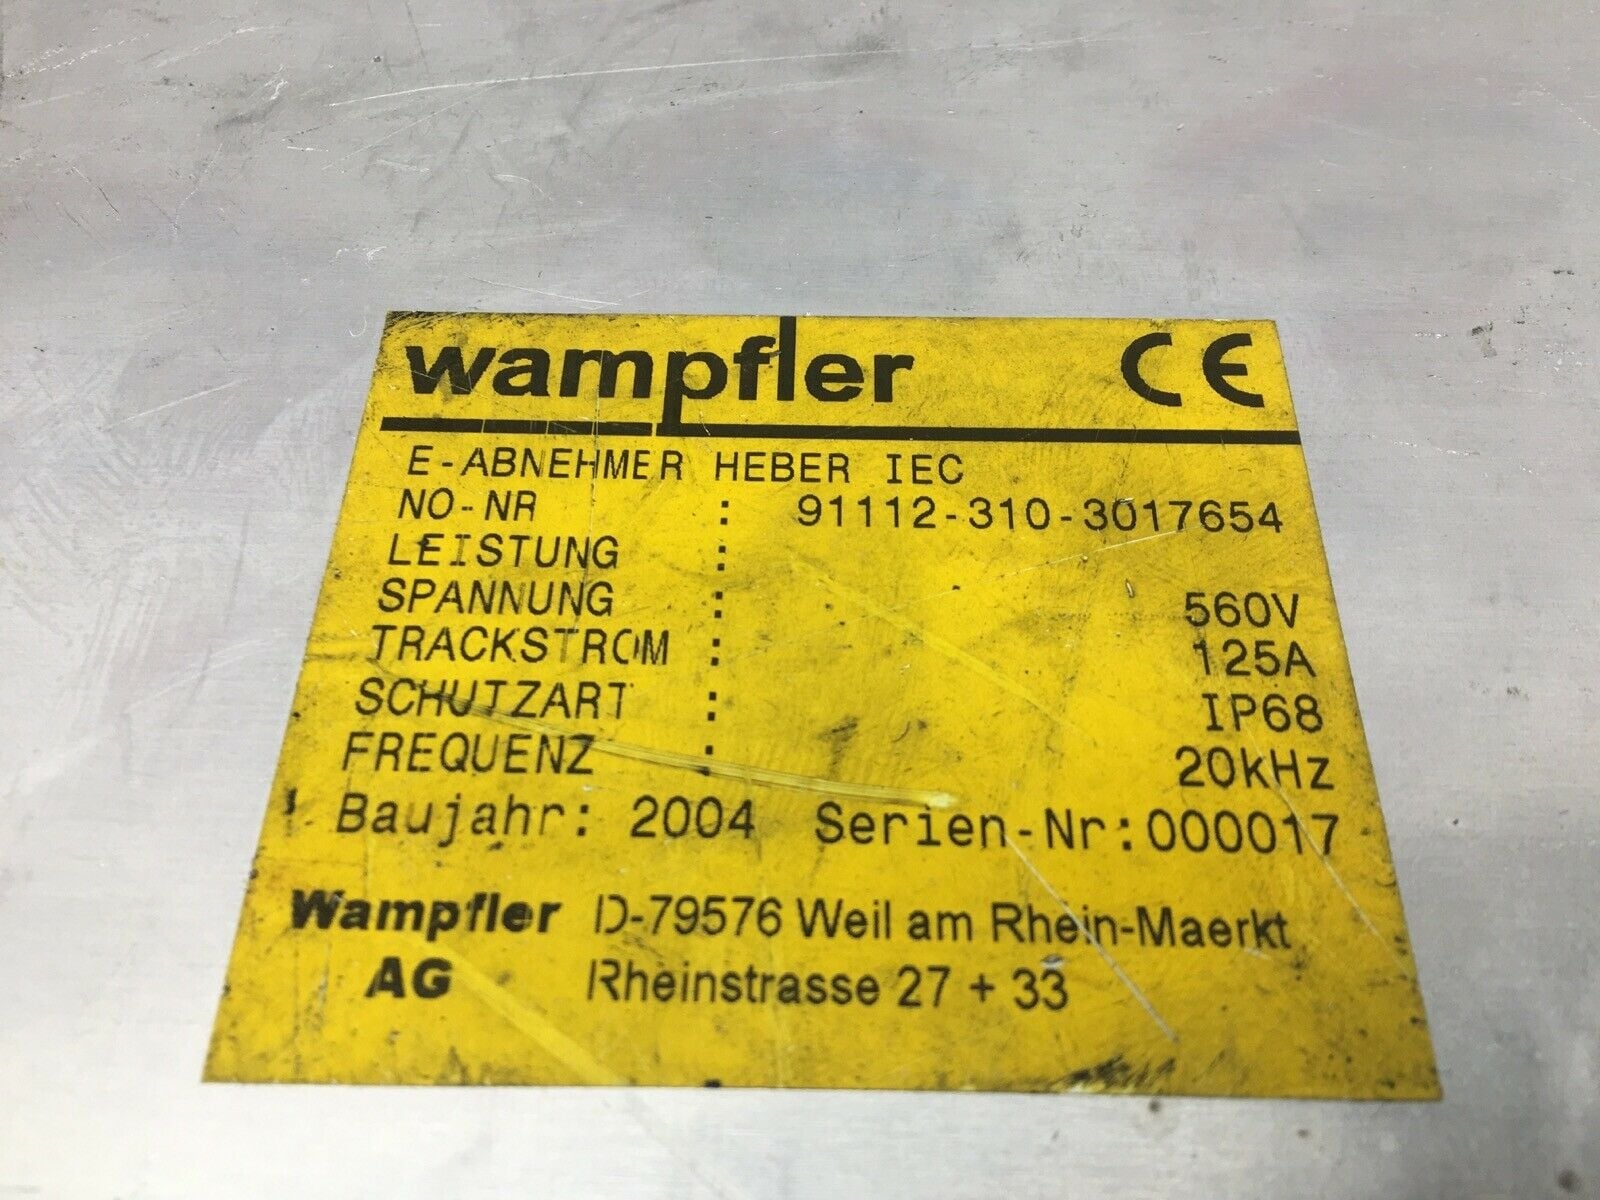 wampfler CE
E-ABNEHMER HEBER IEC
NO-NR : 91112-310-3017654
LEISTUNG :
SPANNUNG : 560V
TRACKSTROM : 125A
SCHUTZART : IP68
FREQUENZ : 20kHz
Baujahr: 2004 Serien-Nr:000017
Wampfler D-79576 Weil am Rhein-Maerkt
AG Rheinstrasse 27 + 33